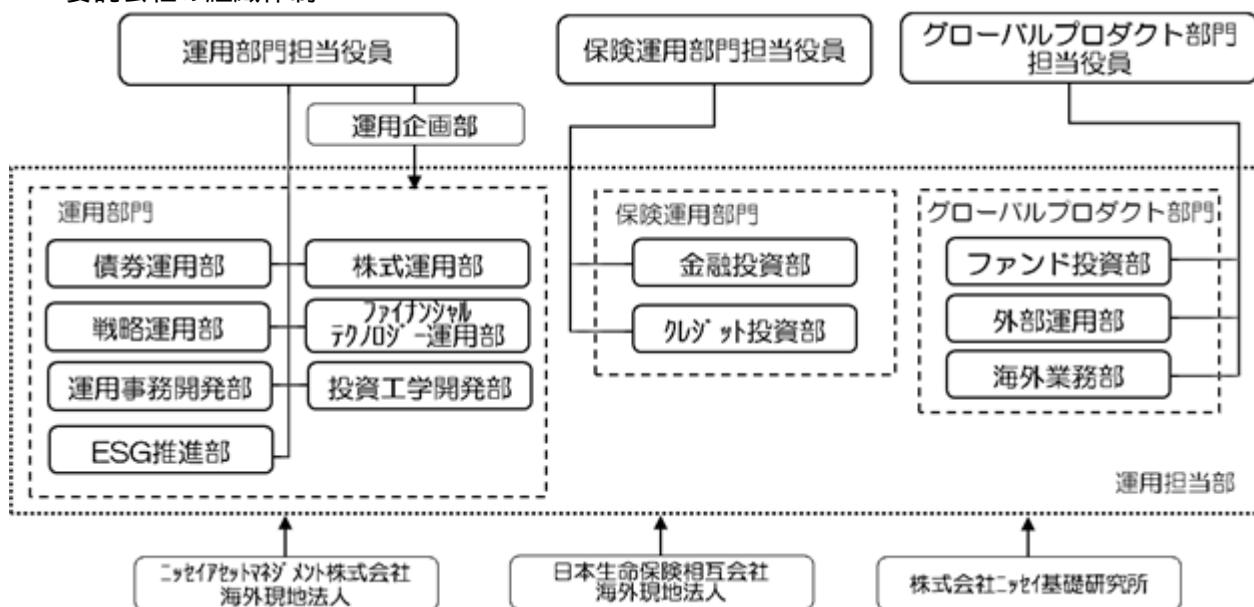 運用部門担当役員
保険運用部門担当役員
グローバルプロダクト部門
担当役員
運用企画部
運用部門
債券運用部
株式運用部
戦略運用部
ファイナンシャル
テクノロジー運用部
運用事務開発部
投資工学開発部
ESG推進部
保険運用部門
金融投資部
クレジット投資部
グローバルプロダクト部門
ファンド投資部
外部運用部
海外業務部
運用担当部
ニッセイアセットマネジメント株式会社
海外現地法人
日本生命保険相互会社
海外現地法人
株式会社ニッセイ基礎研究所